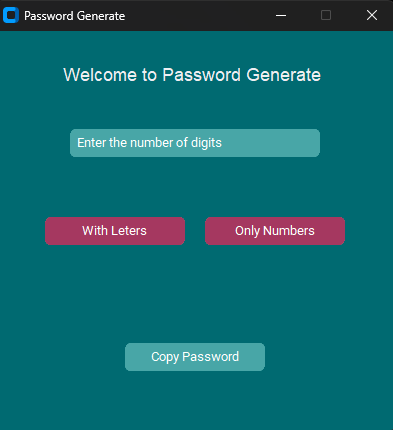 Password Generate
Welcome to Password Generate
Enter the number of digits
With Leters
Only Numbers
Copy Password